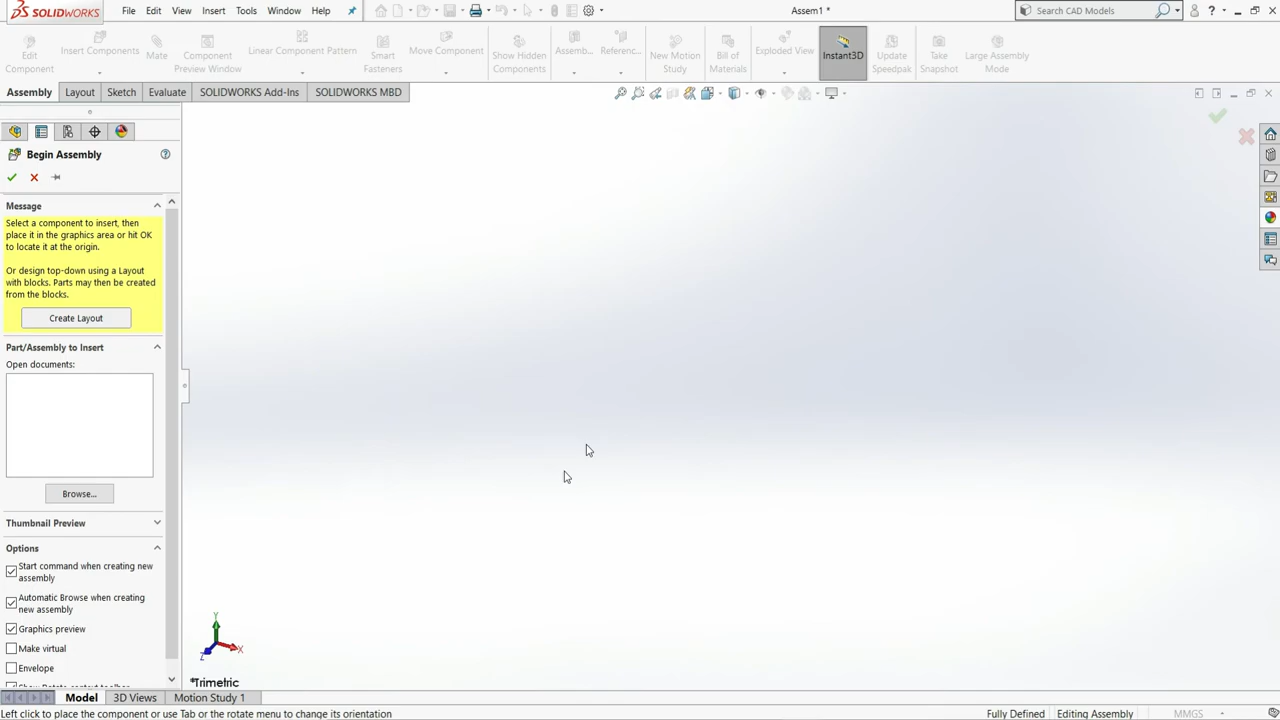 SOLIDWORKS
File Edit View Insert Tools Window Help
Assem1 *
Search CAD Models
Edit Component
Insert Components
Mate
Component Preview Window
Linear Component Pattern
Smart Fasteners
Move Component
Show Hidden Components
Assemb...
Referenc...
New Motion Study
Bill of Materials
Exploded View
Instant3D
Update Speedpak
Take Snapshot
Large Assembly Mode
Assembly Layout Sketch Evaluate SOLIDWORKS Add-Ins SOLIDWORKS MBD
Begin Assembly
Message
Select a component to insert, then
place it in the graphics area or hit OK
to locate it at the origin.
Or design top-down using a Layout
with blocks. Parts may then be created
from the blocks.
Create Layout
Part/Assembly to Insert
Open documents:
Browse...
Thumbnail Preview
Options
Start command when creating new
assembly
Automatic Browse when creating
new assembly
Graphics preview
Make virtual
Envelope
Y
X
Z
*Trimetric
Model 3D Views Motion Study 1
Left click to place the component or use Tab or the rotate menu to change its orientation
Fully Defined Editing Assembly MMGS